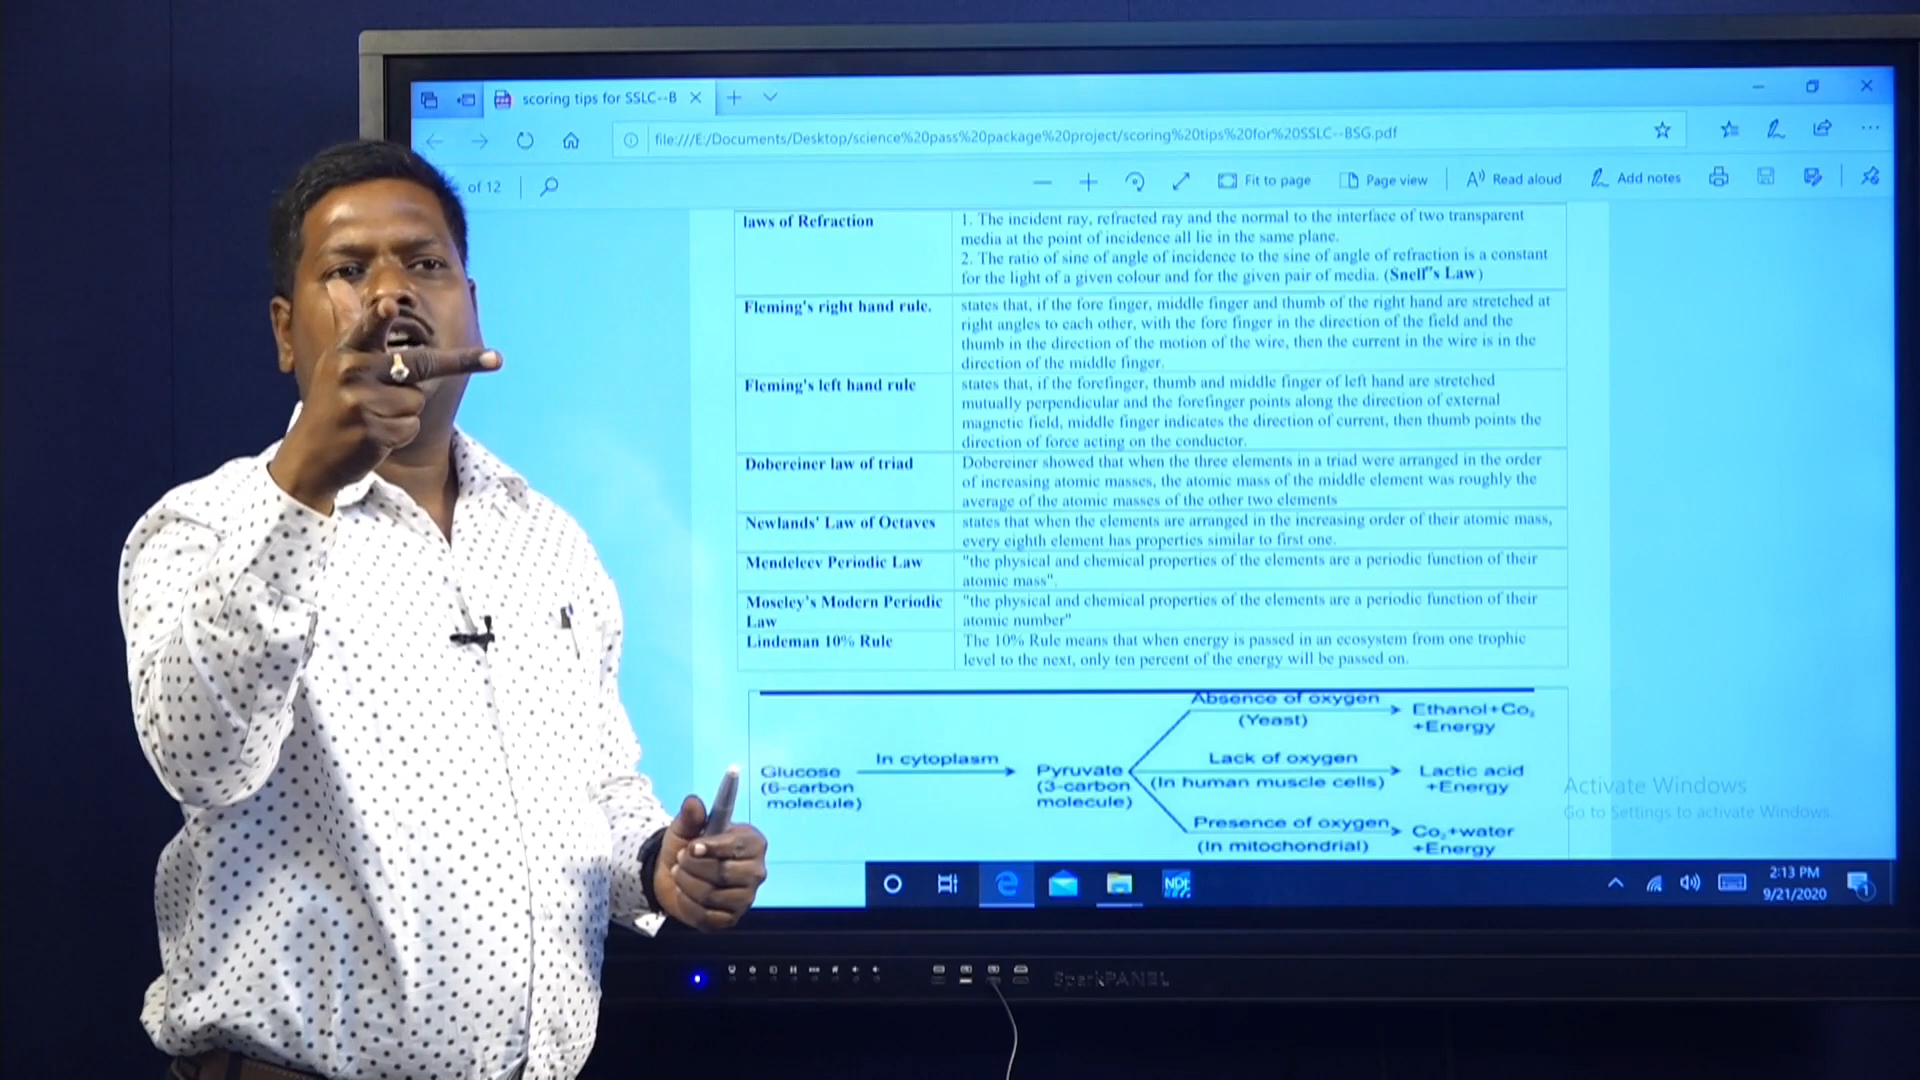 scoring tips for SSLC--B
file:///E:/Documents/Desktop/science%20pass%20package%20project/scoring%20tips%20for%20SSLC--BSG.pdf
of 12
Fit to page
Page view
Read aloud
Add notes
laws of Refraction
1. The incident ray, refracted ray and the normal to the interface of two transparent
media at the point of incidence all lie in the same plane.
2. The ratio of sine of angle of incidence to the sine of angle of refraction is a constant
for the light of a given colour and for the given pair of media. (Snell"s Law)
Fleming's right hand rule.
states that, if the fore finger, middle finger and thumb of the right hand are stretched at
right angles to each other, with the fore finger in the direction of the field and the
thumb in the direction of the motion of the wire, then the current in the wire is in the
direction of the middle finger.
Fleming's left hand rule
states that, if the forefinger, thumb and middle finger of left hand are stretched
mutually perpendicular and the forefinger points along the direction of external
magnetic field, middle finger indicates the direction of current, then thumb points the
direction of force acting on the conductor.
Dobereiner law of triad
Dobereiner showed that when the three elements in a triad were arranged in the order
of increasing atomic masses, the atomic mass of the middle element was roughly the
average of the atomic masses of the other two elements
Newlands' Law of Octaves
states that when the elements are arranged in the increasing order of their atomic mass,
every eighth element has properties similar to first one.
Mendeleev Periodic Law
"the physical and chemical properties of the elements are a periodic function of their
atomic mass".
Moseley's Modern Periodic
Law
"the physical and chemical properties of the elements are a periodic function of their
atomic number"
Lindeman 10% Rule
The 10% Rule means that when energy is passed in an ecosystem from one trophic
level to the next, only ten percent of the energy will be passed on.
Absence of oxygen
(Yeast)
Ethanol+Co₂
+Energy
Glucose
(6-carbon
molecule)
In cytoplasm
Pyruvate
(3-carbon
molecule)
Lack of oxygen
(In human muscle cells)
Lactic acid
+Energy
Presence of oxygen
(In mitochondrial)
Co₂+water
+Energy
Activate Windows
Go to Settings to activate Windows.
2:13 PM
9/21/2020
SparkPANEL